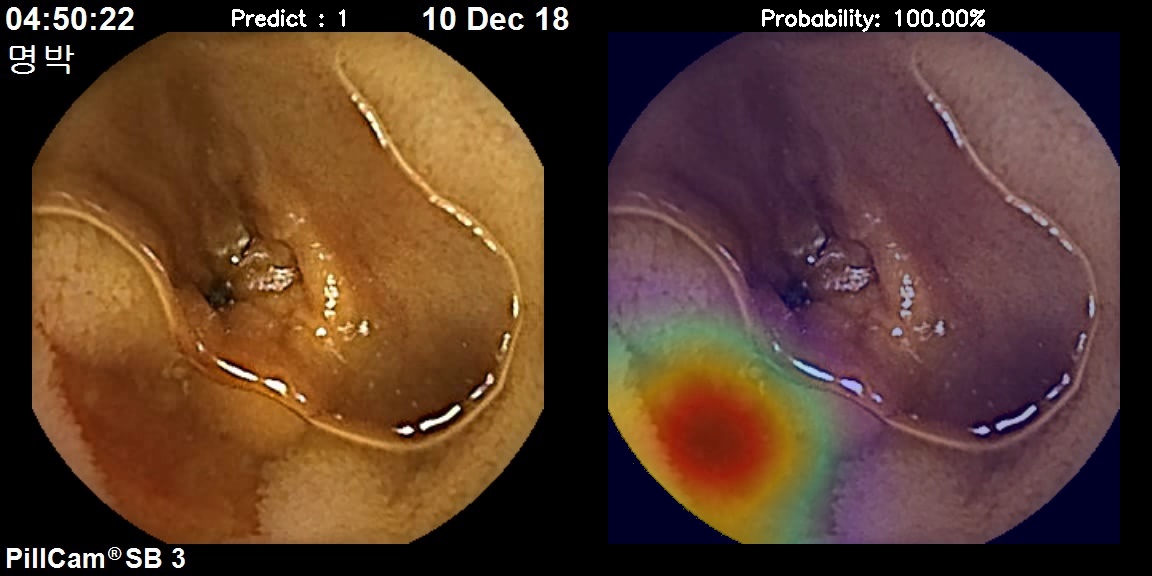 04:50:22 Predict : 1 10 Dec 18 Probability: 100.00%
명박
PillCam® SB 3